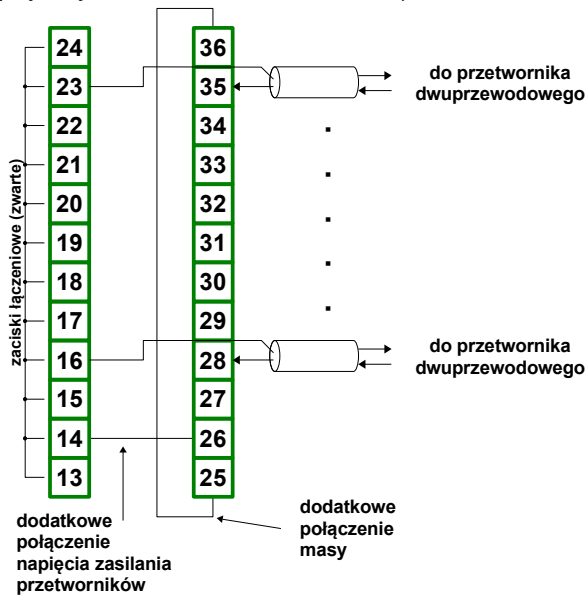 24
23
22
21
20
19
18
17
16
15
14
13
zaciski łączeniowe (zwarte)
36
35
34
33
32
31
30
29
28
27
26
25
do przetwornika
dwuprzewodowego
do przetwornika
dwuprzewodowego
dodatkowe
połączenie
napięcia zasilania
przetworników
dodatkowe
połączenie
masy